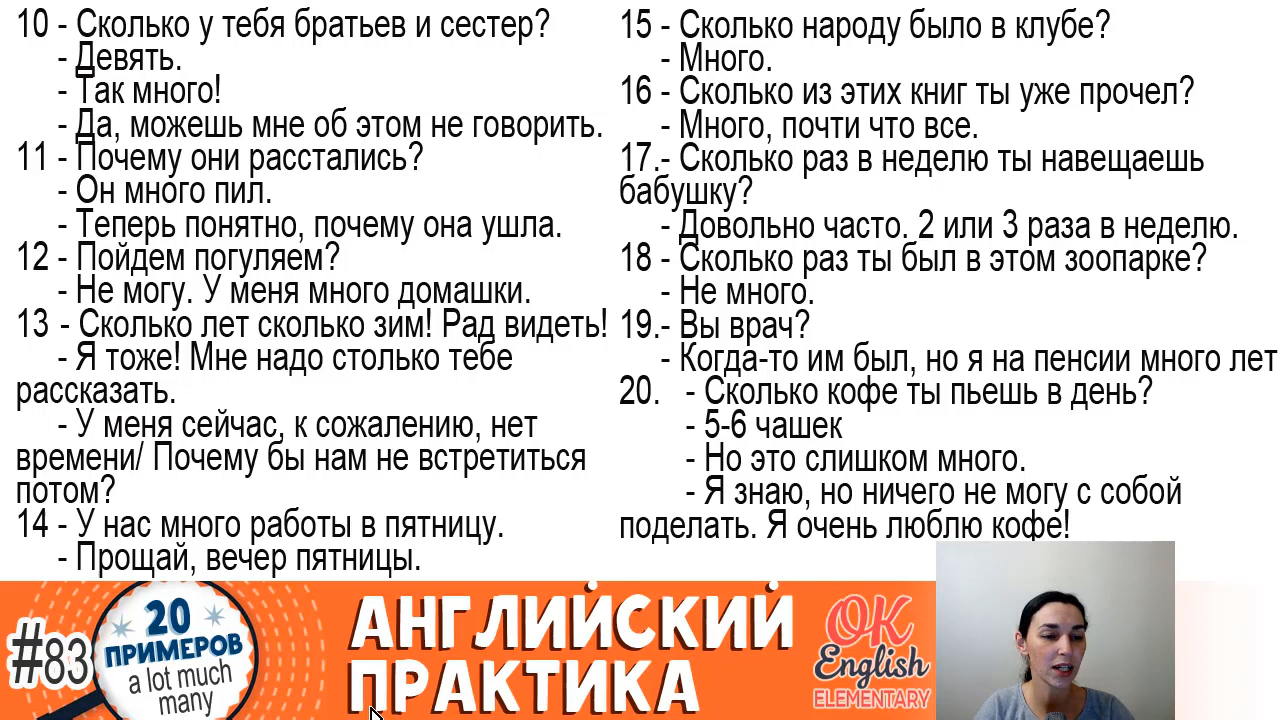 10 - Сколько у тебя братьев и сестер?
- Девять.
- Так много!
- Да, можешь мне об этом не говорить.
11 - Почему они расстались?
- Он много пил.
- Теперь понятно, почему она ушла.
12 - Пойдем погуляем?
- Не могу. У меня много домашки.
13 - Сколько лет сколько зим! Рад видеть!
- Я тоже! Мне надо столько тебе
рассказать.
- У меня сейчас, к сожалению, нет
времени/ Почему бы нам не встретиться
потом?
14 - У нас много работы в пятницу.
- Прощай, вечер пятницы.
15 - Сколько народу было в клубе?
- Много.
16 - Сколько из этих книг ты уже прочел?
- Много, почти что все.
17.- Сколько раз в неделю ты навещаешь
бабушку?
- Довольно часто. 2 или 3 раза в неделю.
18 - Сколько раз ты был в этом зоопарке?
- Не много.
19.- Вы врач?
- Когда-то им был, но я на пенсии много лет
20. - Сколько кофе ты пьешь в день?
- 5-6 чашек
- Но это слишком много.
- Я знаю, но ничего не могу с собой
поделать. Я очень люблю кофе!
#83
20
ПРИМЕРОВ
a lot much
many
АНГЛИЙСКИЙ
ПРАКТИКА
OK
English
ELEMENTARY